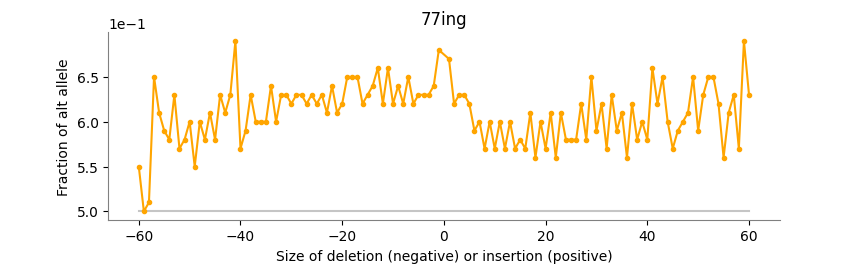 77ing
1e−1
Fraction of alt allele
6.5
6.0
5.5
5.0
−60 −40 −20 0 20 40 60
Size of deletion (negative) or insertion (positive)